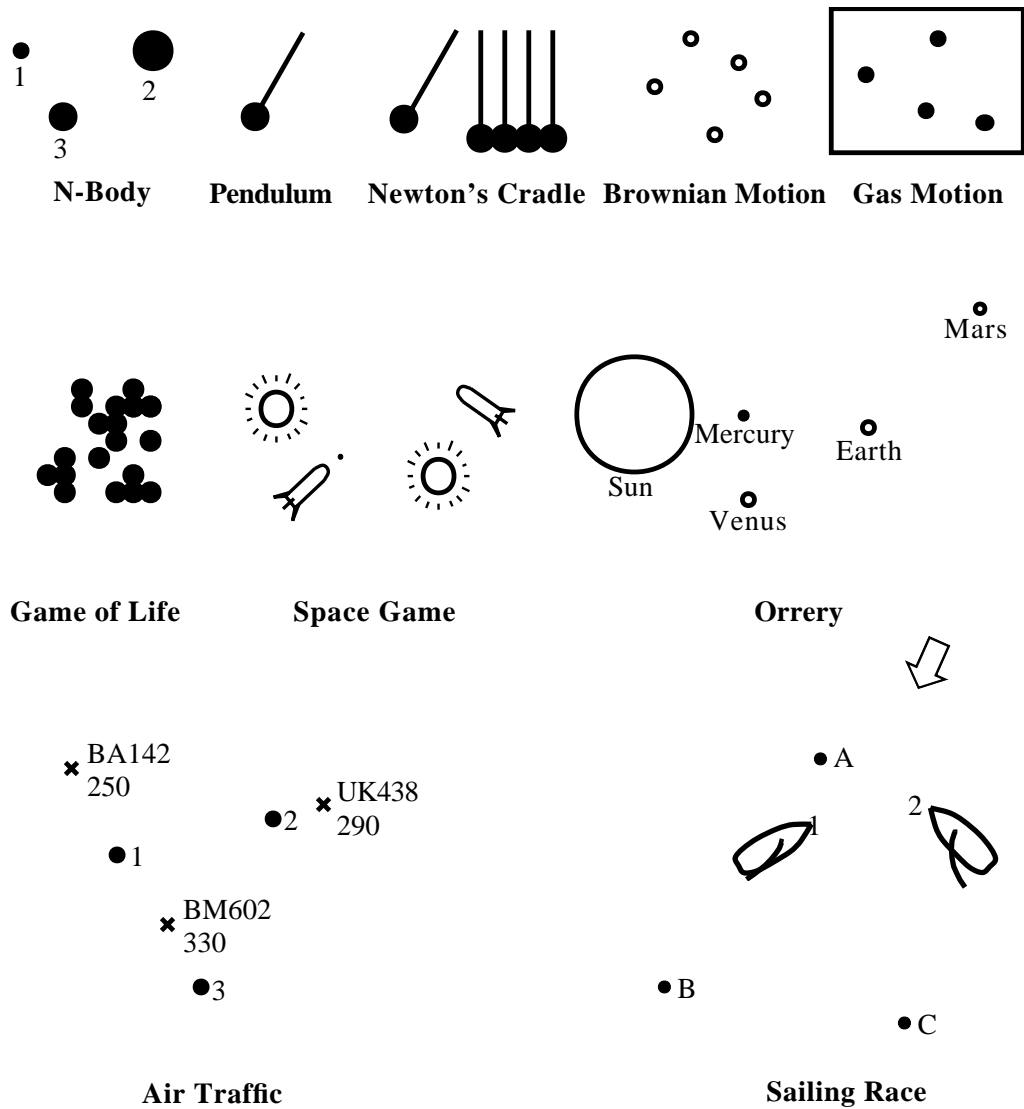 1
2
3
N-Body
Pendulum
Newton's Cradle
Brownian Motion
Gas Motion
Mars
Mercury
Earth
Sun
Venus
Game of Life
Space Game
Orrery
BA142
250
UK438
290
2
1
BM602
330
3
A
1
2
B
C
Air Traffic
Sailing Race